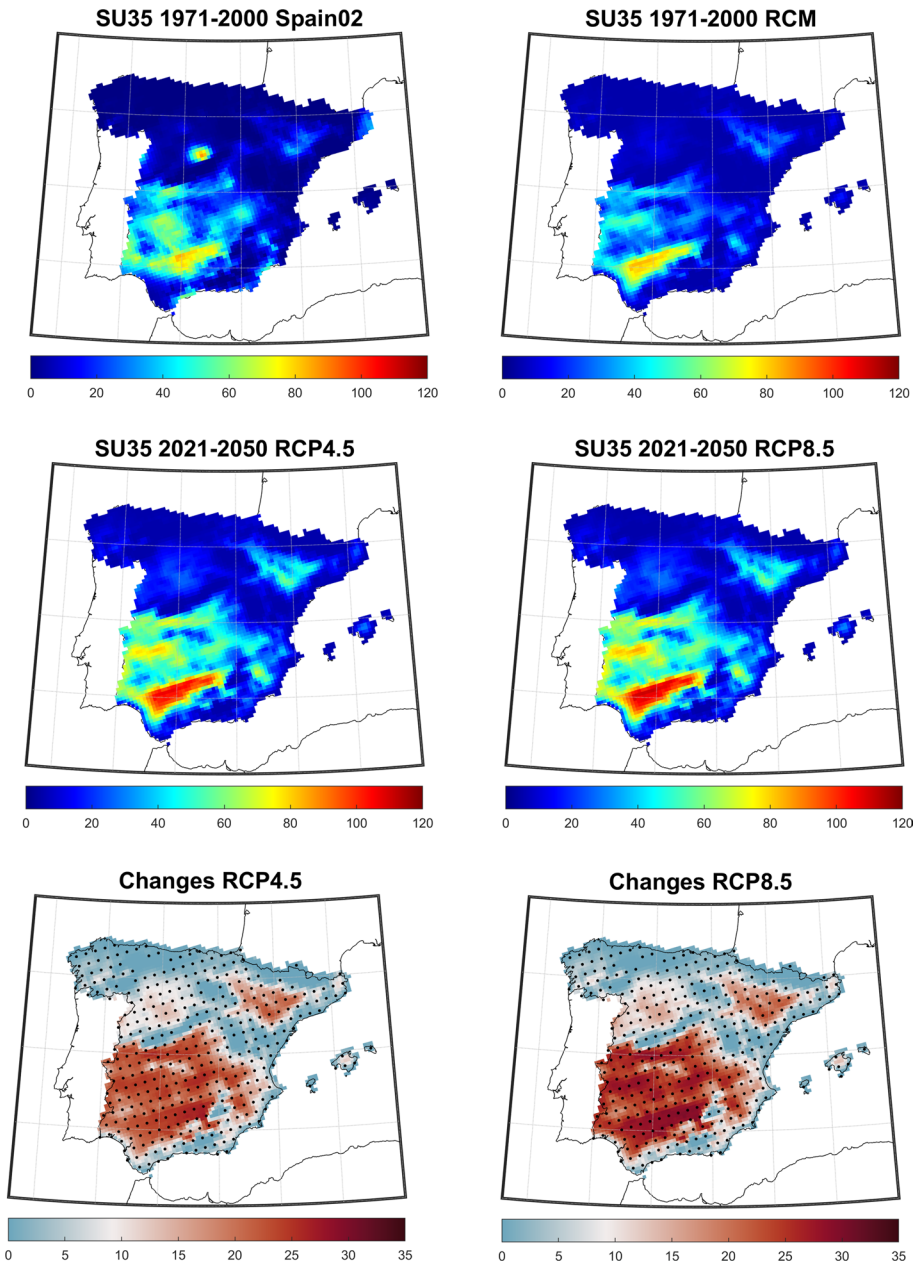 SU35 1971-2000 Spain02
SU35 1971-2000 RCM
0 20 40 60 80 100 120
0 20 40 60 80 100 120
SU35 2021-2050 RCP4.5
SU35 2021-2050 RCP8.5
0 20 40 60 80 100 120
0 20 40 60 80 100 120
Changes RCP4.5
Changes RCP8.5
0 5 10 15 20 25 30 35
0 5 10 15 20 25 30 35